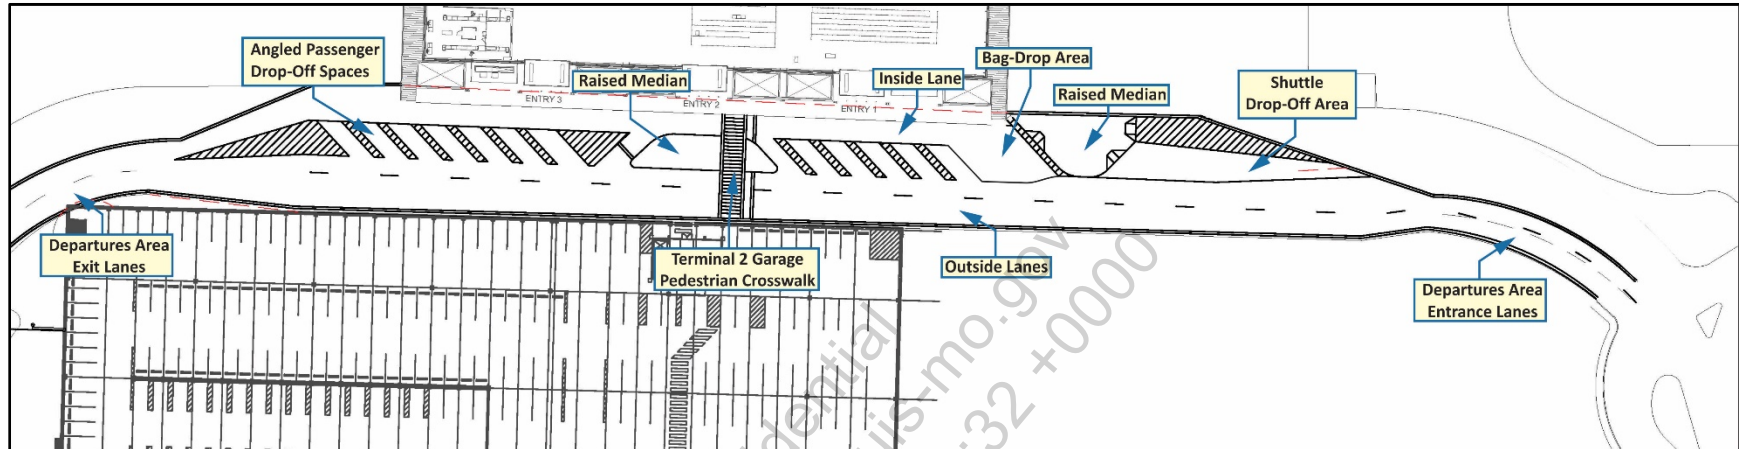 Angled Passenger
Drop-Off Spaces
Raised Median
Inside Lane
Bag-Drop Area
Raised Median
Shuttle
Drop-Off Area
ENTRY 3
ENTRY 2
ENTRY 1
Departures Area
Exit Lanes
Terminal 2 Garage
Pedestrian Crosswalk
Outside Lanes
Departures Area
Entrance Lanes
dential
is-mo.gov
:32 +0000